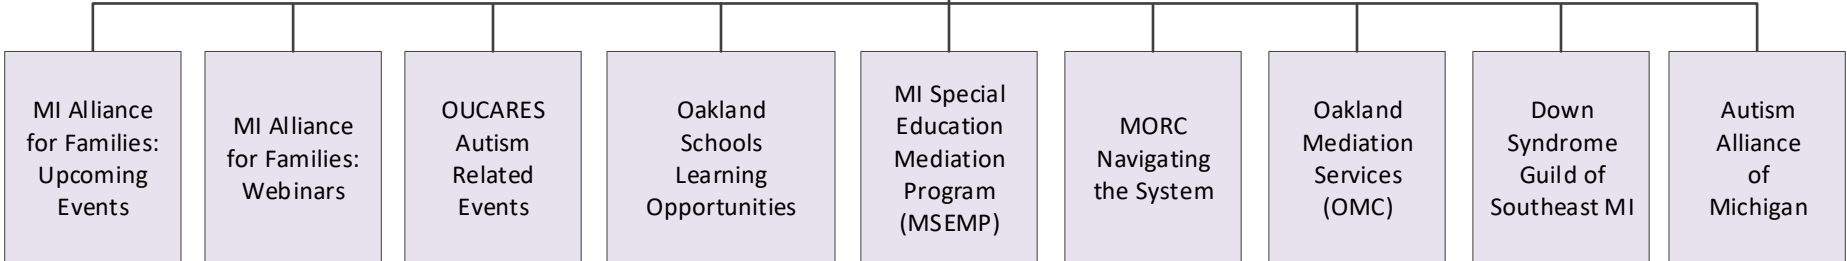 MI Alliance
for Families:
Upcoming
Events
MI Alliance
for Families:
Webinars
OUCARES
Autism
Related
Events
Oakland
Schools
Learning
Opportunities
MI Special
Education
Mediation
Program
(MSEMP)
MORC
Navigating
the System
Oakland
Mediation
Services
(OMC)
Down
Syndrome
Guild of
Southeast MI
Autism
Alliance
of
Michigan